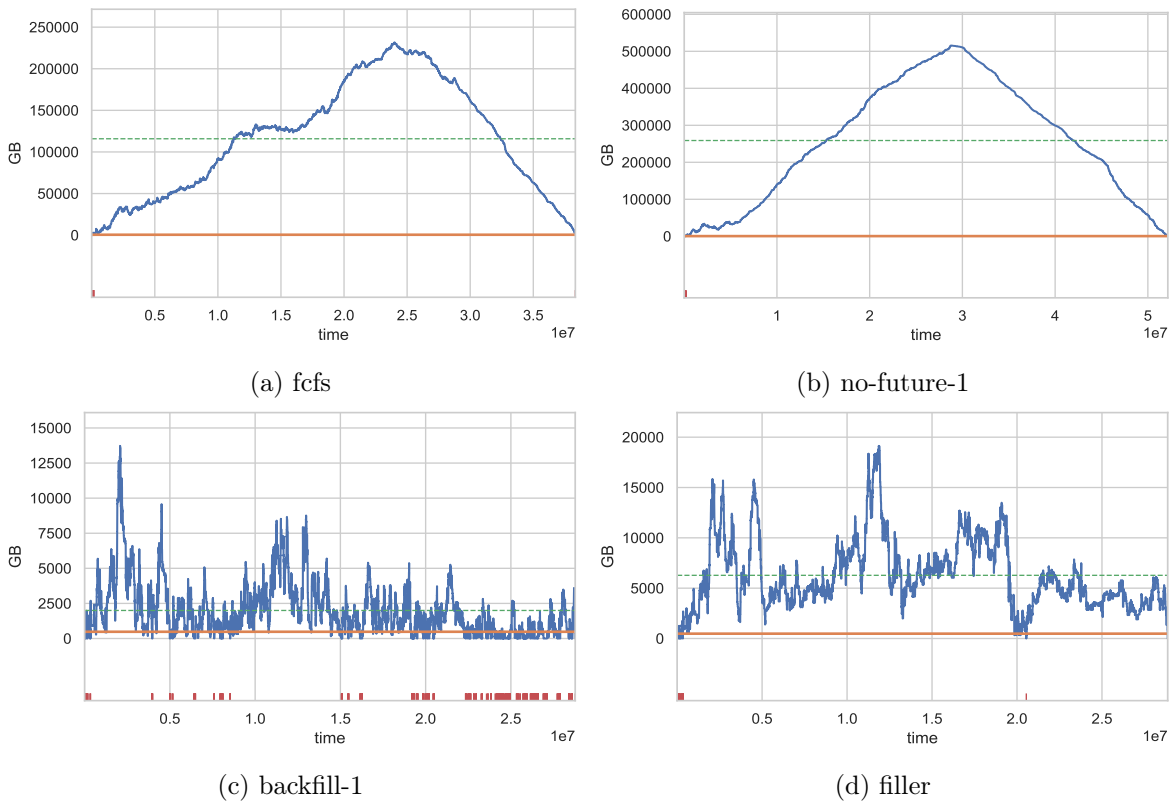 250000
200000
150000
100000
50000
0
GB
0.5 1.0 1.5 2.0 2.5 3.0 3.5
1e7
time
(a) fcfs
600000
500000
400000
300000
200000
100000
0
GB
1 2 3 4 5
1e7
time
(b) no-future-1
15000
12500
10000
7500
5000
2500
0
GB
0.5 1.0 1.5 2.0 2.5
1e7
time
(c) backfill-1
20000
15000
10000
5000
0
GB
0.5 1.0 1.5 2.0 2.5
1e7
time
(d) filler